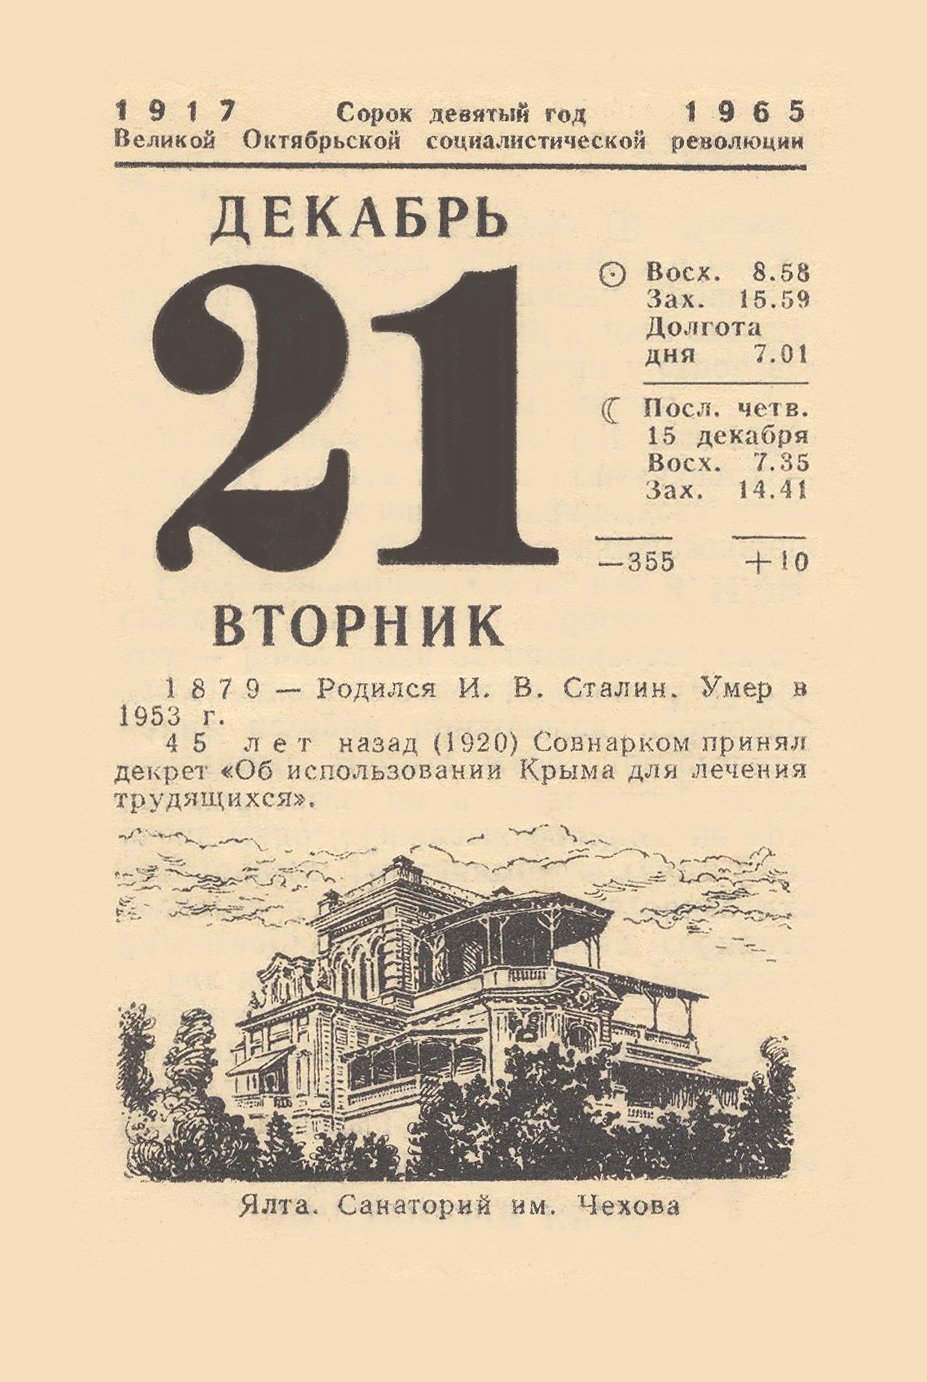 1917 Сорок девятый год 1965
Великой Октябрьской социалистической революции
ДЕКАБРЬ
21
Восх. 8.58
Зах. 15.59
Долгота
дня 7.01
Посл. четв.
15 декабря
Восх. 7.35
Зах. 14.41
—355 +10
ВТОРНИК
1879 — Родился И. В. Сталин. Умер в
1953 г.
45 лет назад (1920) Совнарком принял
декрет «Об использовании Крыма для лечения
трудящихся».
Ялта. Санаторий им. Чехова